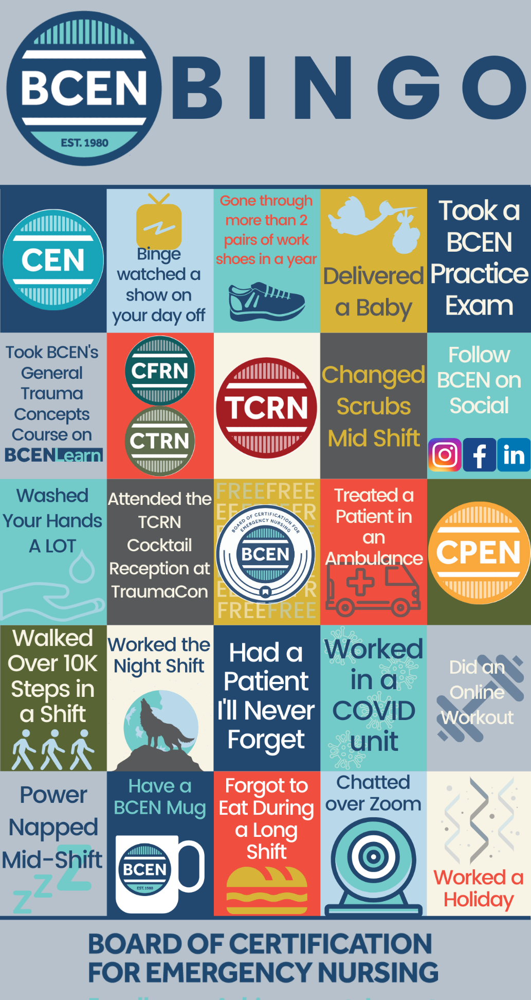 BCEN
EST. 1980
BINGO
CEN
Binge
watched a
show on
your day off
Gone through
more than 2
pairs of work
shoes in a year
Delivered
a Baby
Took a
BCEN
Practice
Exam
Took BCEN's
General
Trauma
Concepts
Course on
BCENLearn
CFRN
CTRN
TCRN
Changed
Scrubs
Mid Shift
Follow
BCEN on
Social
f
in
Washed
Your Hands
A LOT
Attended the
TCRN
Cocktail
Reception at
TraumaCon
FREEFREE
BOARD OF CERTIFICATION FOR
EMERGENCY NURSING
BCEN
FREEFREE
Treated a
Patient in
an
Ambulance
CPEN
Walked
Over 10K
Steps in
a Shift
Worked the
Night Shift
Had a
Patient
I'll Never
Forget
Worked
in a
COVID
unit
Did an
Online
Workout
Power
Napped
Mid-Shift
z z z
Have a
BCEN Mug
BCEN
EST. 1980
Forgot to
Eat During
a Long
Shift
Chatted
over Zoom
Worked a
Holiday
BOARD OF CERTIFICATION
FOR EMERGENCY NURSING